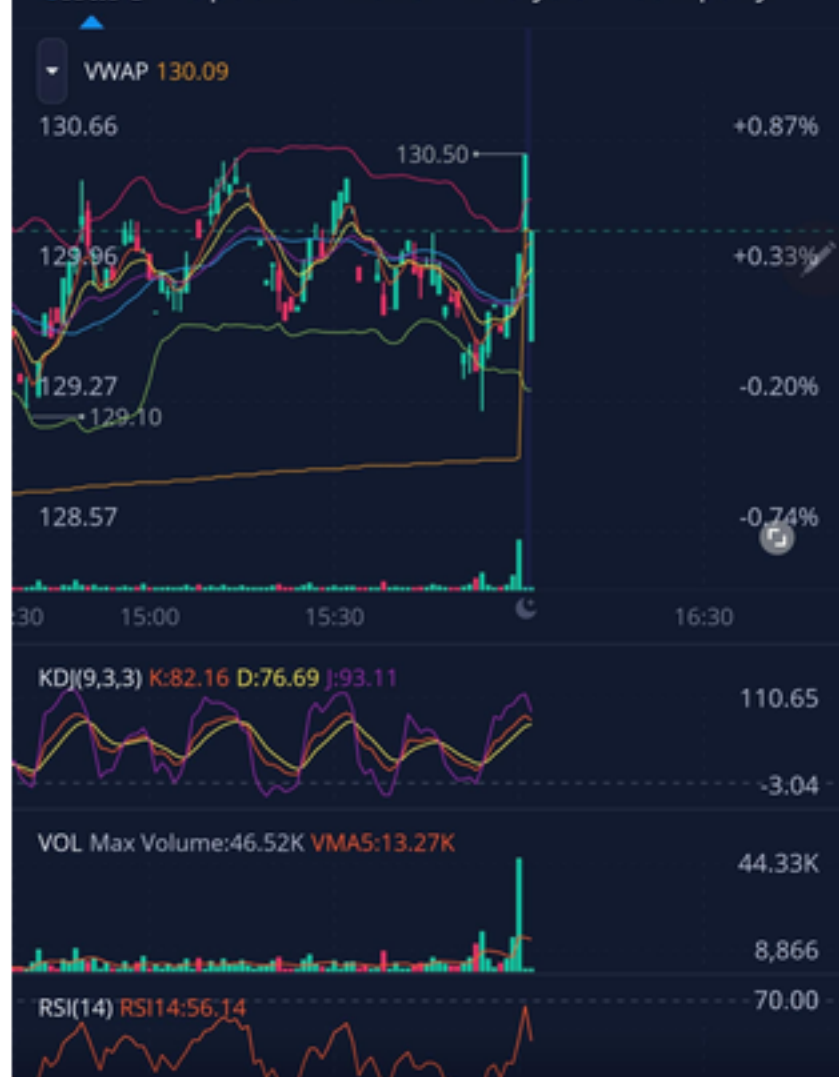 VWAP 130.09
130.66 +0.87%
130.50
129.96 +0.33%
129.27 -0.20%
129.10
128.57 -0.74%
:30 15:00 15:30 16:30
KDJ(9,3,3) K:82.16 D:76.69 J:93.11
110.65
-3.04
VOL Max Volume:46.52K VMA5:13.27K
44.33K
8,866
RSI(14) RSI14:56.14 70.00